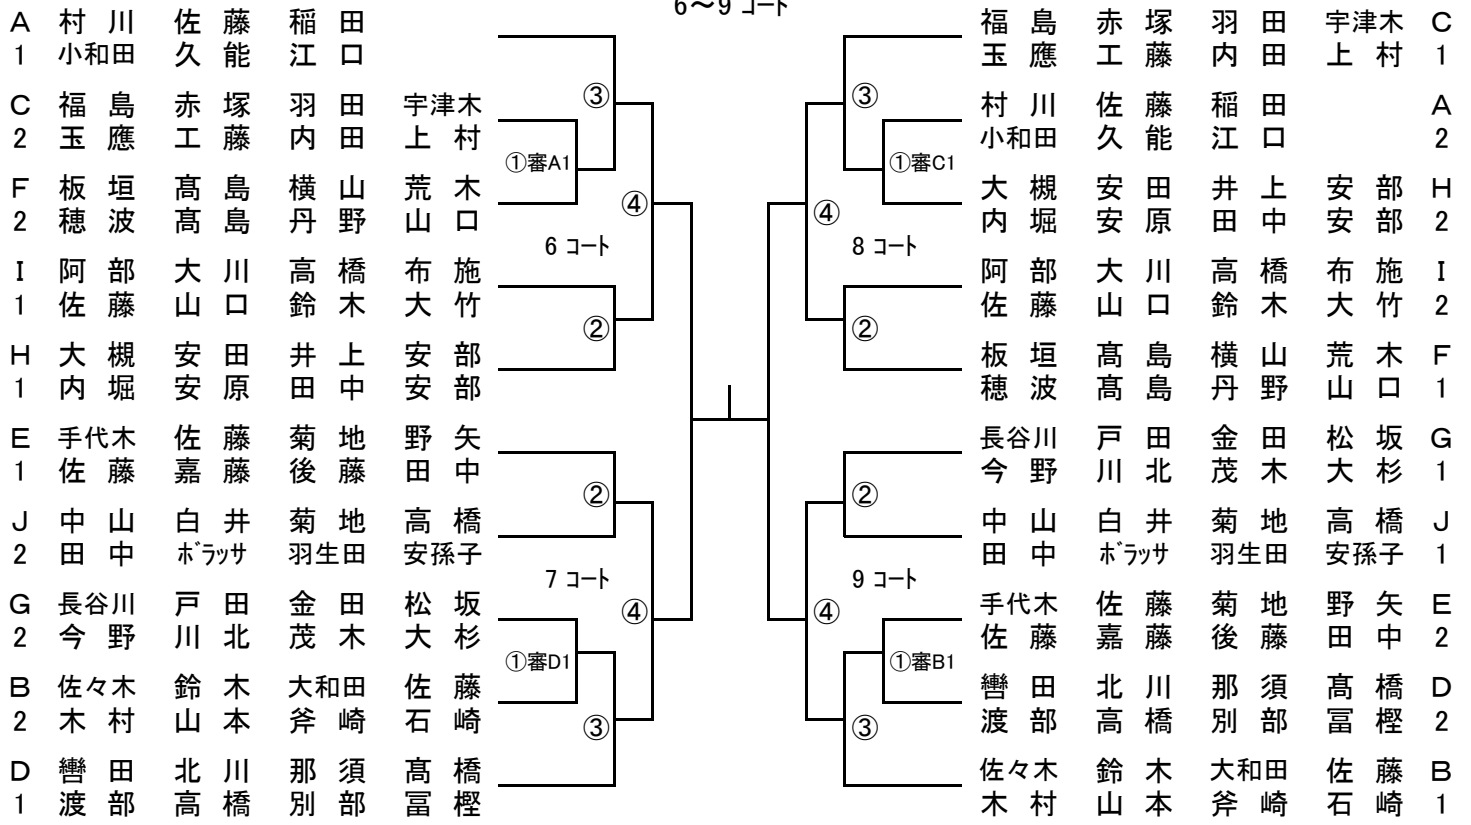 6～9 コート
A 村川 佐藤 稲田
1 小和田 久能 江口
C 福島 赤塚 羽田 宇津木
2 玉應 工藤 内田 上村
F 板垣 髙島 横山 荒木
2 穂波 髙島 丹野 山口
I 阿部 大川 高橋 布施
1 佐藤 山口 鈴木 大竹
H 大槻 安田 井上 安部
1 内堀 安原 田中 安部
E 手代木 佐藤 菊地 野矢
1 佐藤 嘉藤 後藤 田中
J 中山 白井 菊地 高橋
2 田中 ボラッサ 羽生田 安孫子
G 長谷川 戸田 金田 松坂
2 今野 川北 茂木 大杉
B 佐々木 鈴木 大和田 佐藤
2 木村 山本 斧崎 石崎
D 轡田 北川 那須 髙橋
1 渡部 高橋 別部 冨樫
③
①審A1
④
6 コート
②
②
7 コート
④
①審D1
③
③
①審C1
④
8 コート
②
②
9 コート
④
①審B1
③
福島 赤塚 羽田 宇津木 C
玉應 工藤 内田 上村 1
村川 佐藤 稲田 A
小和田 久能 江口 2
大槻 安田 井上 安部 H
内堀 安原 田中 安部 2
阿部 大川 高橋 布施 I
佐藤 山口 鈴木 大竹 2
板垣 髙島 横山 荒木 F
穂波 髙島 丹野 山口 1
長谷川 戸田 金田 松坂 G
今野 川北 茂木 大杉 1
中山 白井 菊地 高橋 J
田中 ボラッサ 羽生田 安孫子 1
手代木 佐藤 菊地 野矢 E
佐藤 嘉藤 後藤 田中 2
轡田 北川 那須 髙橋 D
渡部 高橋 別部 冨樫 2
佐々木 鈴木 大和田 佐藤 B
木村 山本 斧崎 石崎 1